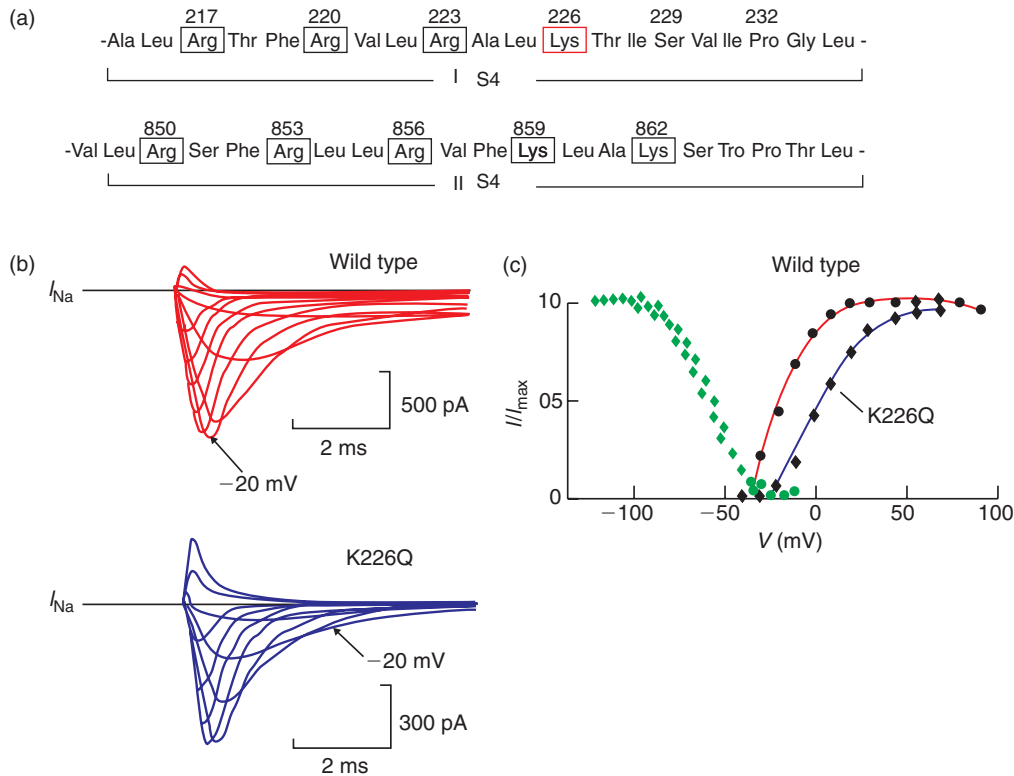 (a)
217 220 223 226 229 232
-Ala Leu Arg Thr Phe Arg Val Leu Arg Ala Leu Lys Thr Ile Ser Val Ile Pro Gly Leu -
I S4
850 853 856 859 862
-Val Leu Arg Ser Phe Arg Leu Leu Arg Val Phe Lys Leu Ala Lys Ser Tro Pro Thr Leu -
II S4
(b)
Wild type
INa
500 pA
2 ms
−20 mV
K226Q
INa
−20 mV
300 pA
2 ms
(c)
Wild type
10
05
0
I/Imax
K226Q
−100 −50 0 50 100
V (mV)